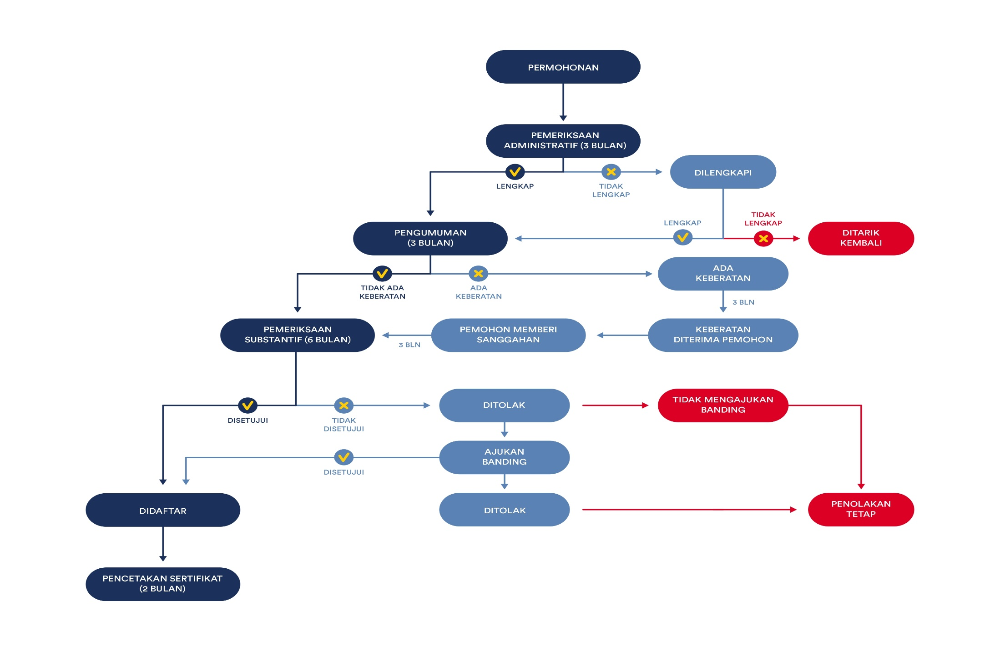 PERMOHONAN
PEMERIKSAAN
ADMINISTRATIF (3 BULAN)
LENGKAP
TIDAK
LENGKAP
DILENGKAPI
PENGUMUMAN
(3 BULAN)
LENGKAP
TIDAK
LENGKAP
DITARIK
KEMBALI
TIDAK ADA
KEBERATAN
ADA
KEBERATAN
ADA
KEBERATAN
3 BLN
PEMERIKSAAN
SUBSTANTIF (6 BULAN)
3 BLN
PEMOHON MEMBERI
SANGGAHAN
KEBERATAN
DITERIMA PEMOHON
DISETUJUI
TIDAK
DISETUJUI
DITOLAK
TIDAK MENGAJUKAN
BANDING
DISETUJUI
AJUKAN
BANDING
DIDAFTAR
DITOLAK
PENOLAKAN
TETAP
PENCETAKAN SERTIFIKAT
(2 BULAN)